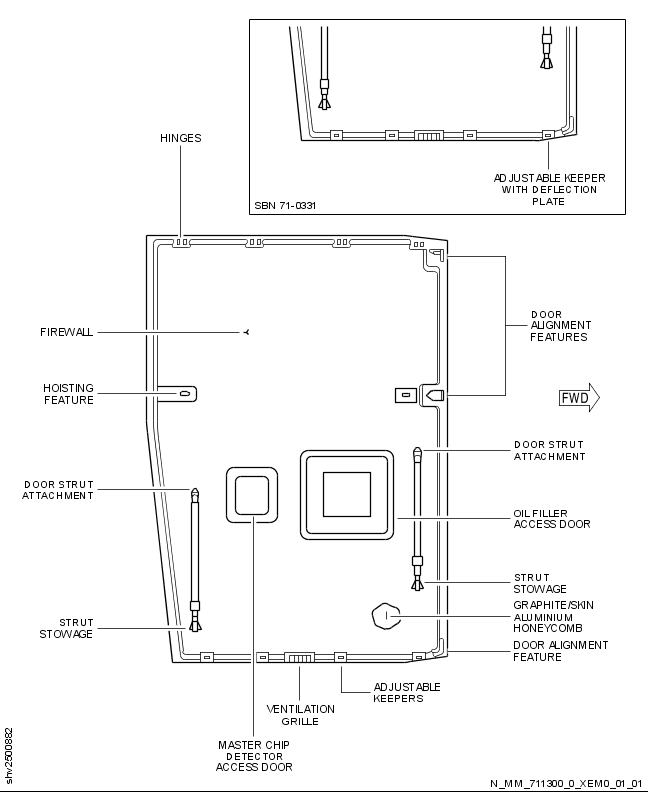 ADJUSTABLE KEEPER
WITH DEFLECTION
PLATE
SBN 71-0331
HINGES
FIREWALL
DOOR
ALIGNMENT
FEATURES
HOISTING
FEATURE
FWD
DOOR STRUT
ATTACHMENT
DOOR STRUT
ATTACHMENT
OIL FILLER
ACCESS DOOR
STRUT
STOWAGE
GRAPHITE/SKIN
ALUMINIUM
HONEYCOMB
STRUT
STOWAGE
DOOR ALIGNMENT
FEATURE
ADJUSTABLE
KEEPERS
VENTILATION
GRILLE
MASTER CHIP
DETECTOR
ACCESS DOOR
shv2500882
N_MM_711300_0_XEM0_01_01